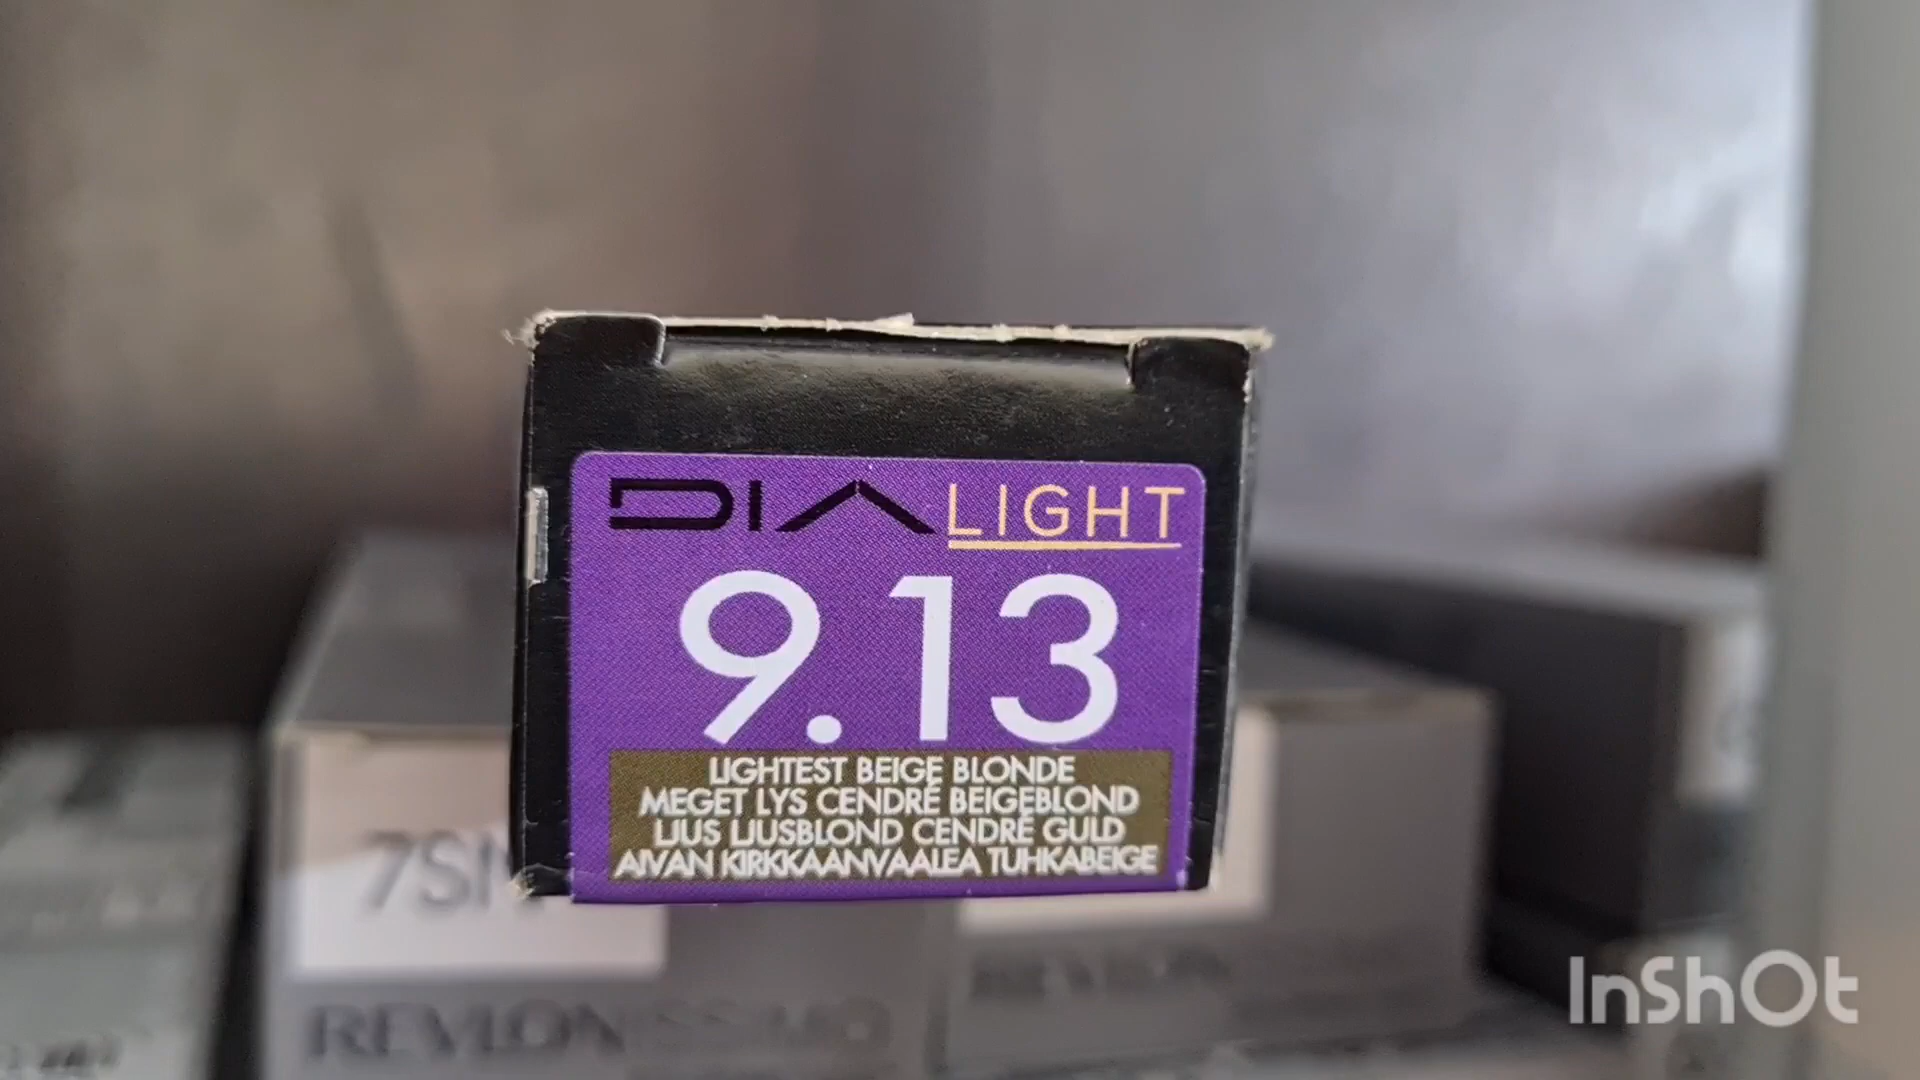 DIA LIGHT
9.13
LIGHTEST BEIGE BLONDE
MEGET LYS CENDRÉ BEIGEBLOND
LJUS LJUSBLOND CENDRÉ GULD
AIVAN KIRKKAANVAALEA TUHKABEIGE
7SN
REVLONISSIMO
REVLON
InShOt